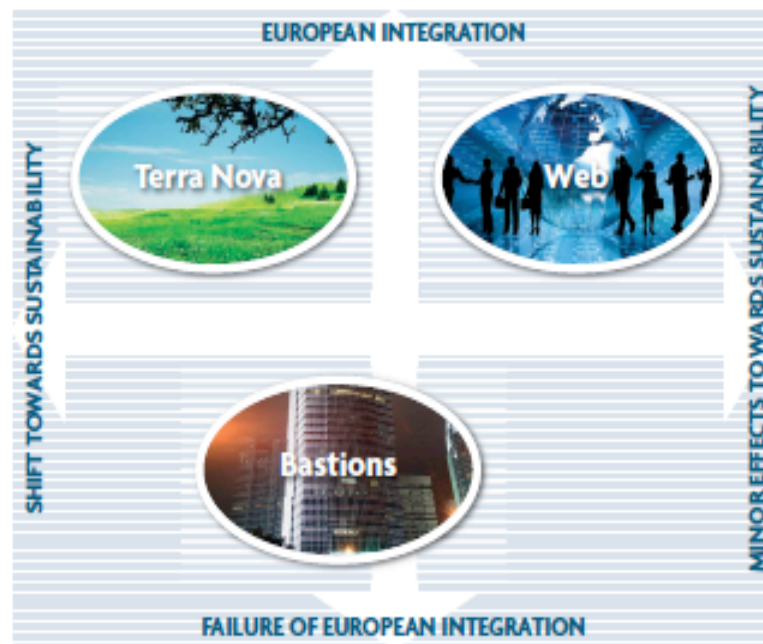 EUROPEAN INTEGRATION
SHIFT TOWARDS SUSTAINABILITY
Terra Nova
Web
MINOR EFFECTS TOWARDS SUSTAINABILITY
Bastions
FAILURE OF EUROPEAN INTEGRATION